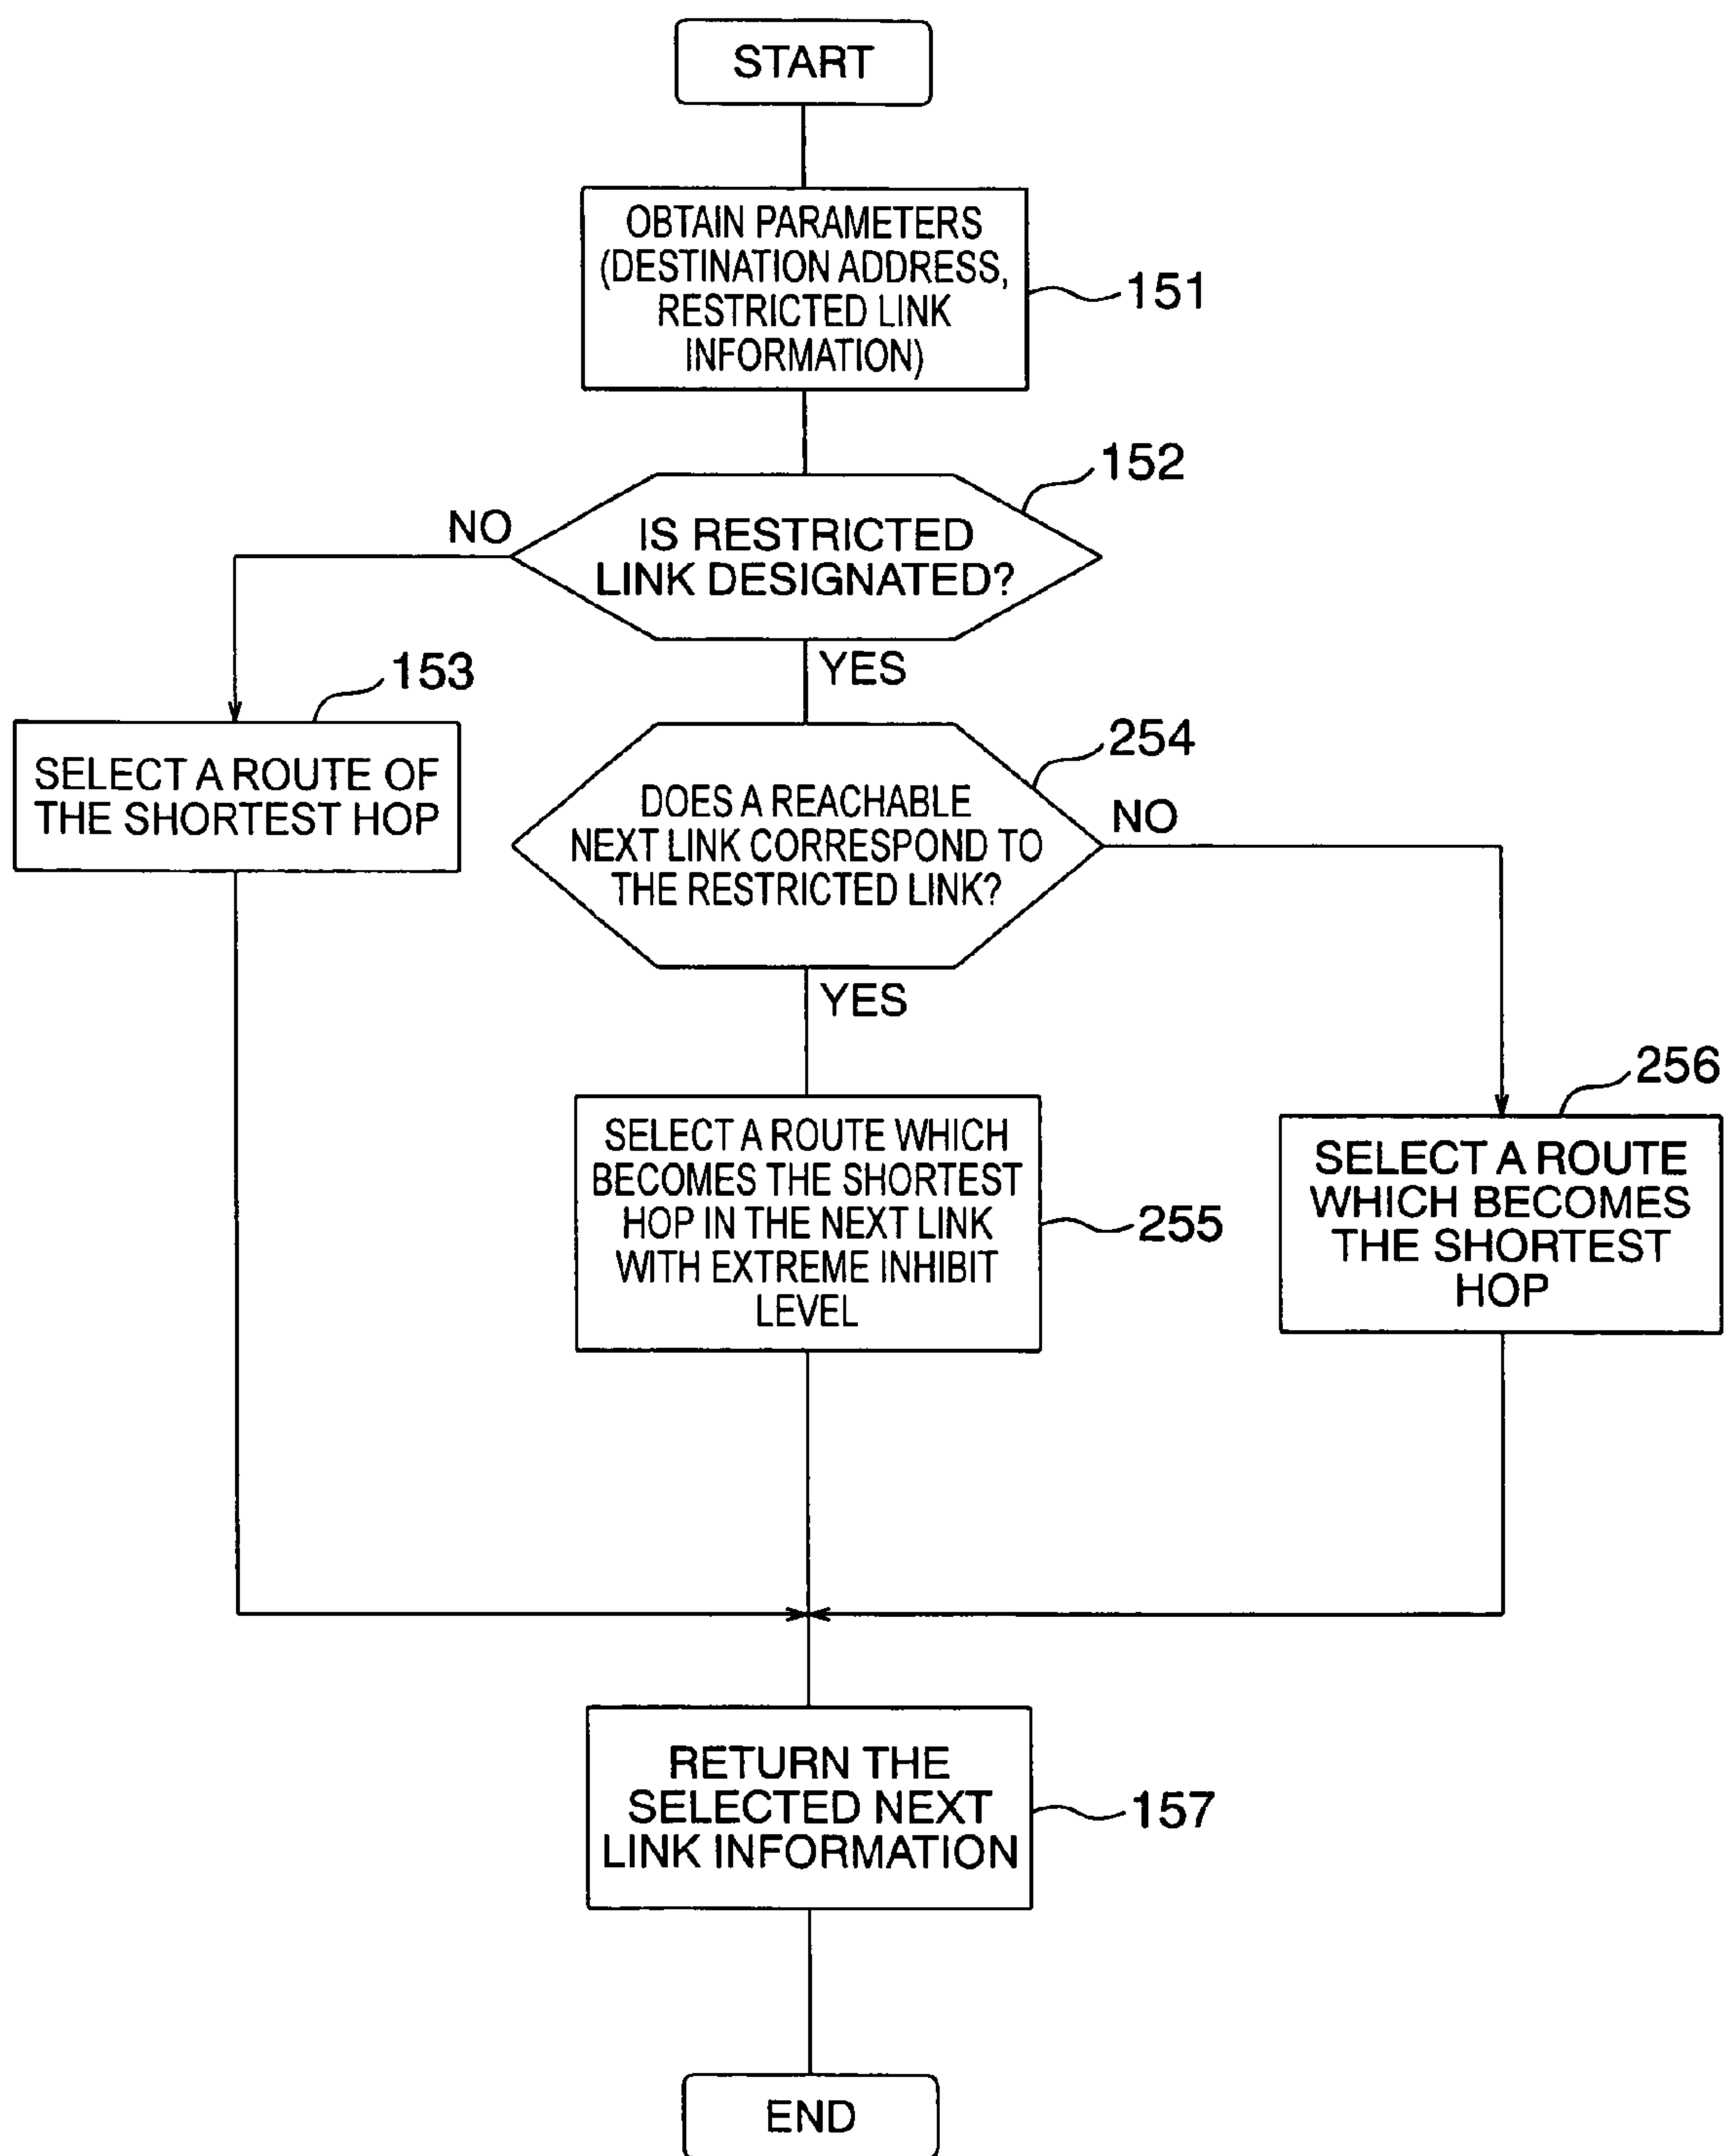 START
OBTAIN PARAMETERS
(DESTINATION ADDRESS,
RESTRICTED LINK
INFORMATION)
151
152
NO
IS RESTRICTED
LINK DESIGNATED?
YES
153
SELECT A ROUTE OF
THE SHORTEST HOP
254
DOES A REACHABLE
NEXT LINK CORRESPOND TO
THE RESTRICTED LINK?
NO
YES
256
SELECT A ROUTE WHICH
BECOMES THE SHORTEST
HOP IN THE NEXT LINK
WITH EXTREME INHIBIT
LEVEL
255
SELECT A ROUTE
WHICH BECOMES
THE SHORTEST
HOP
RETURN THE
SELECTED NEXT
LINK INFORMATION
157
END